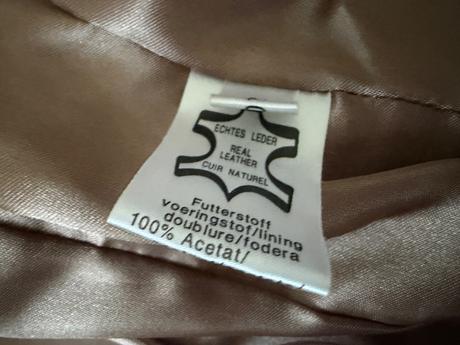 ECHTES LEDER
REAL
LEATHER
CUIR NATUREL
Futterstoff
voeringstof/lining
doublure/fodera
100% Acetat/